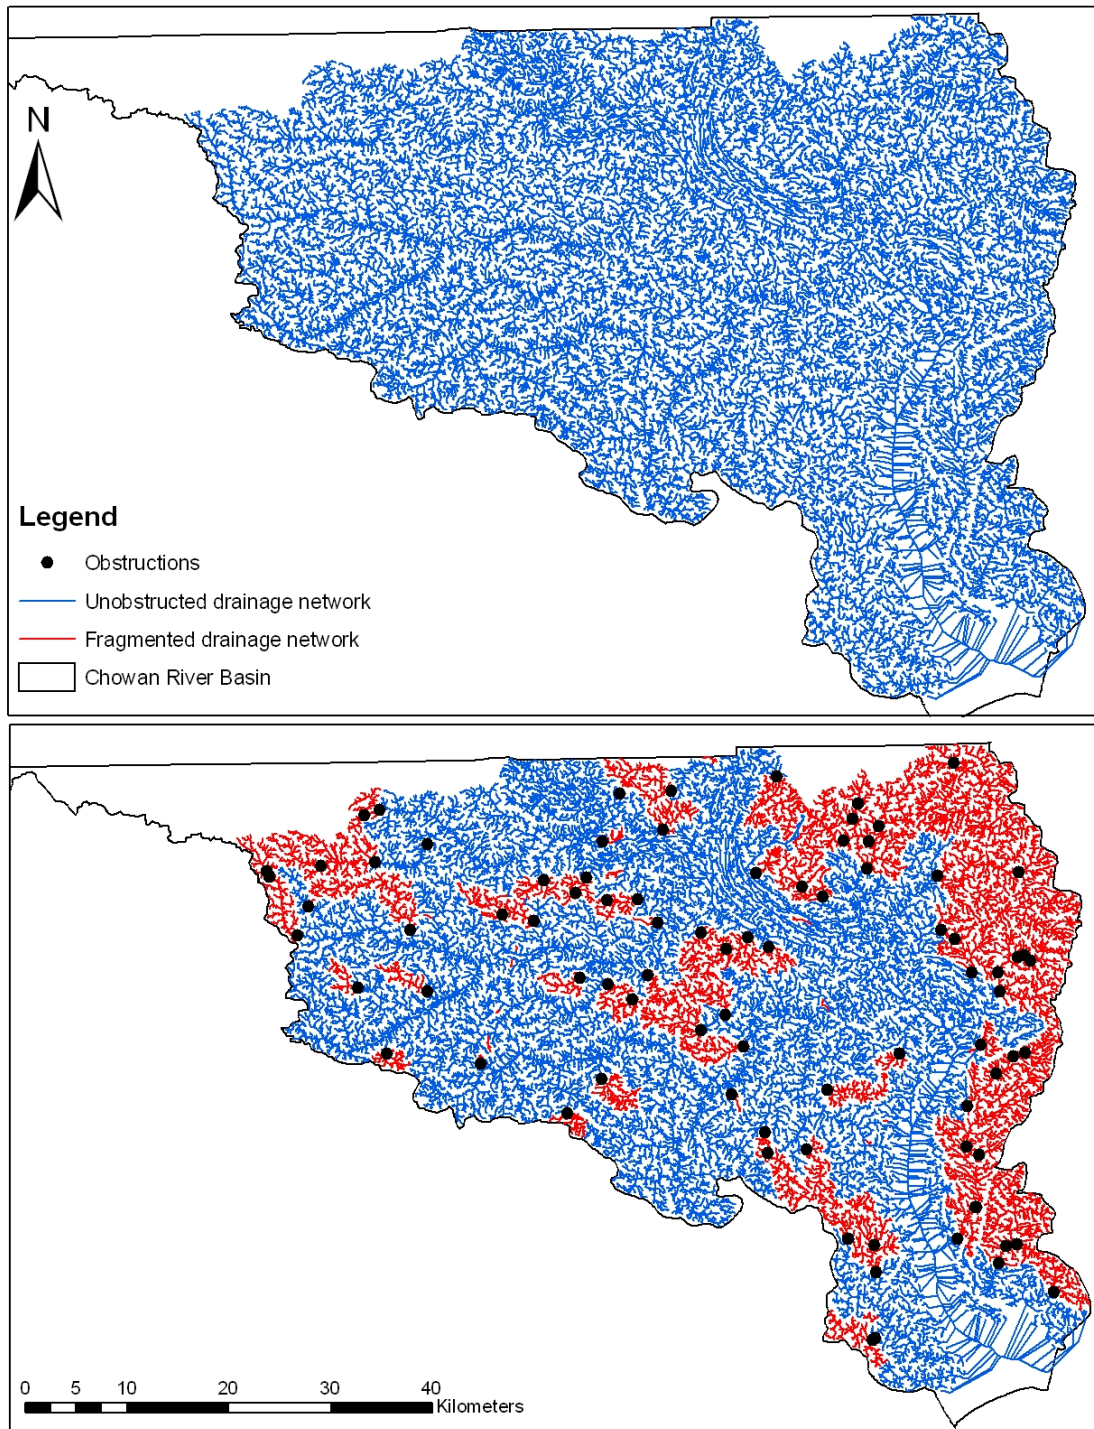 N
Legend
Obstructions
Unobstructed drainage network
Fragmented drainage network
Chowan River Basin
0 5 10 20 30 40
Kilometers